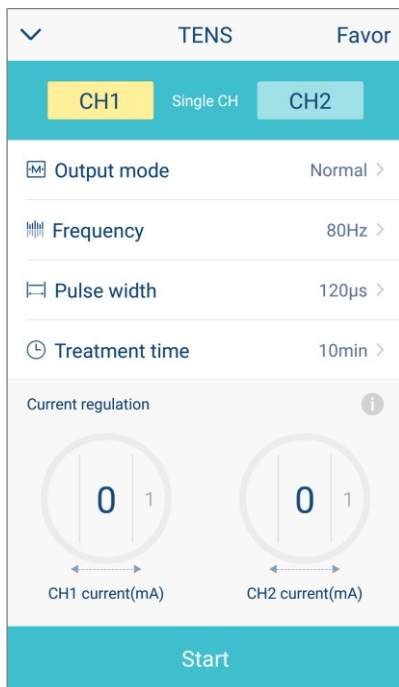 TENS Favor
CH1 Single CH CH2
Output mode Normal
Frequency 80Hz
Pulse width 120µs
Treatment time 10min
Current regulation i
0 1 0 1
CH1 current(mA) CH2 current(mA)
Start